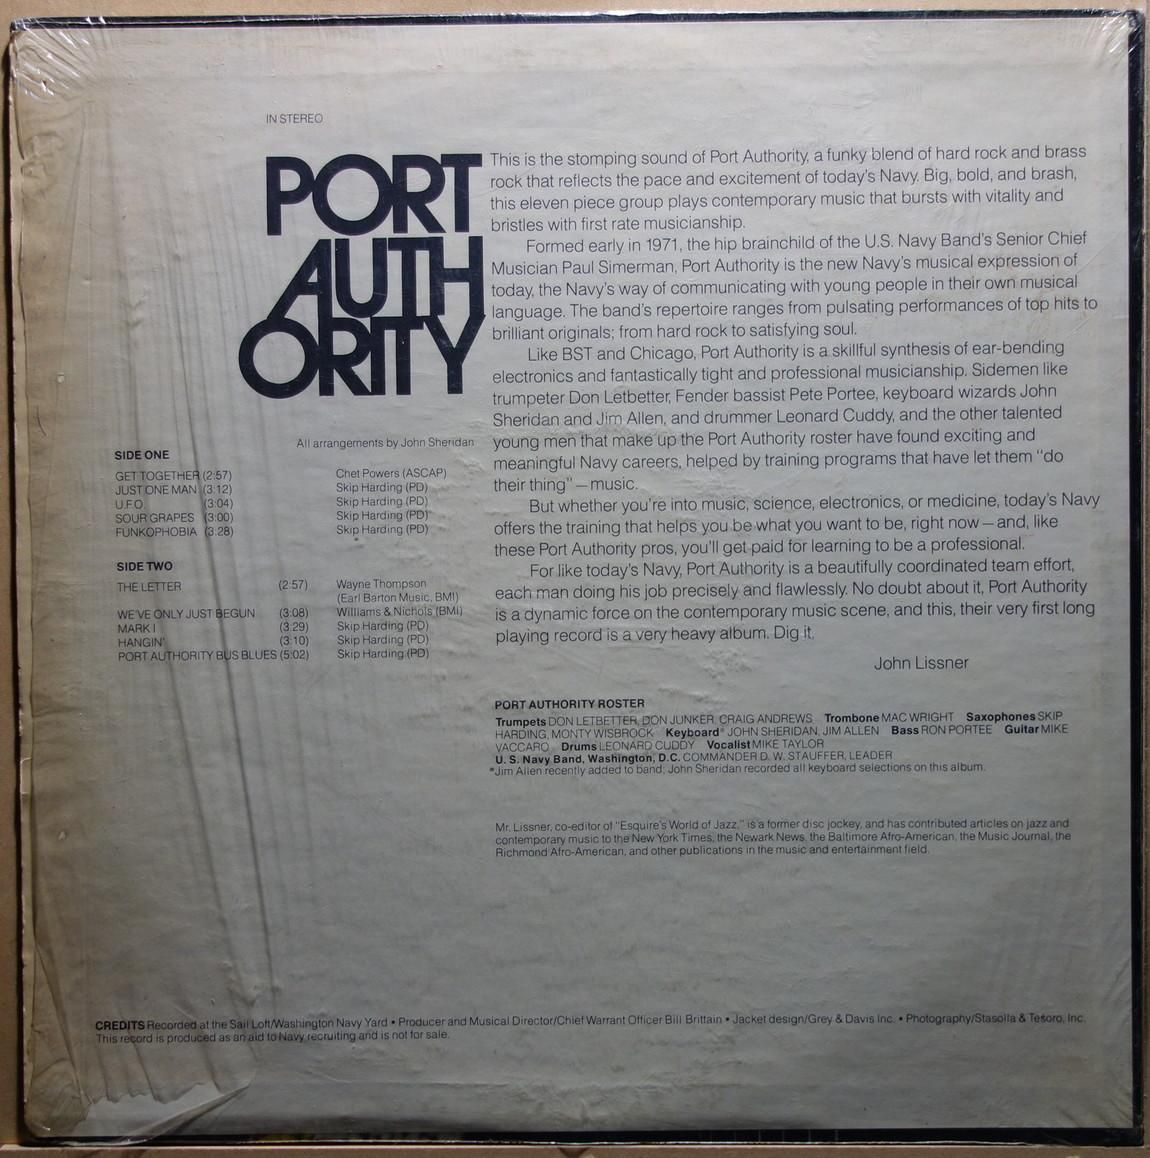 IN STEREO
PORT
AUTH
ORITY
All arrangements by John Sheridan
SIDE ONE
GET TOGETHER (2:57) Chet Powers (ASCAP)
JUST ONE MAN (3:12) Skip Harding (PD)
U.F.O. (3:04) Skip Harding (PD)
SOUR GRAPES (3:00) Skip Harding (PD)
FUNKOPHOBIA (3:28) Skip Harding (PD)
SIDE TWO
THE LETTER (2:57) Wayne Thompson
(Earl Barton Music, BMI)
WE'VE ONLY JUST BEGUN (3:08) Williams & Nichols (BMI)
MARK I (3:29) Skip Harding (PD)
HANGIN' (3:10) Skip Harding (PD)
PORT AUTHORITY BUS BLUES (5:02) Skip Harding (PD)
This is the stomping sound of Port Authority, a funky blend of hard rock and brass
rock that reflects the pace and excitement of today's Navy. Big, bold, and brash,
this eleven piece group plays contemporary music that bursts with vitality and
bristles with first rate musicianship.
Formed early in 1971, the hip brainchild of the U.S. Navy Band's Senior Chief
Musician Paul Simerman, Port Authority is the new Navy's musical expression of
today, the Navy's way of communicating with young people in their own musical
language. The band's repertoire ranges from pulsating performances of top hits to
brilliant originals; from hard rock to satisfying soul.
Like BST and Chicago, Port Authority is a skillful synthesis of ear-bending
electronics and fantastically tight and professional musicianship. Sidemen like
trumpeter Don Letbetter, Fender bassist Pete Portee, keyboard wizards John
Sheridan and Jim Allen, and drummer Leonard Cuddy, and the other talented
young men that make up the Port Authority roster have found exciting and
meaningful Navy careers, helped by training programs that have let them "do
their thing" — music.
But whether you're into music, science, electronics, or medicine, today's Navy
offers the training that helps you be what you want to be, right now — and, like
these Port Authority pros, you'll get paid for learning to be a professional.
For like today's Navy, Port Authority is a beautifully coordinated team effort,
each man doing his job precisely and flawlessly. No doubt about it, Port Authority
is a dynamic force on the contemporary music scene, and this, their very first long
playing record is a very heavy album. Dig it.
John Lissner
PORT AUTHORITY ROSTER
Trumpets DON LETBETTER, DON JUNKER, CRAIG ANDREWS Trombone MAC WRIGHT Saxophones SKIP
HARDING, MONTY WISBROCK Keyboard* JOHN SHERIDAN, JIM ALLEN Bass RON PORTEE Guitar MIKE
VACCARO Drums LEONARD CUDDY Vocalist MIKE TAYLOR
U. S. Navy Band, Washington, D.C. COMMANDER D. W. STAUFFER, LEADER
*Jim Allen recently added to band; John Sheridan recorded all keyboard selections on this album.
Mr. Lissner, co-editor of "Esquire's World of Jazz," is a former disc jockey, and has contributed articles on jazz and
contemporary music to the New York Times, the Newark News, the Baltimore Afro-American, the Music Journal, the
Richmond Afro-American, and other publications in the music and entertainment field.
CREDITS Recorded at the Sail Loft/Washington Navy Yard • Producer and Musical Director/Chief Warrant Officer Bill Brittain • Jacket design/Grey & Davis Inc. • Photography/Stasolla & Tesoro, Inc.
This record is produced as an aid to Navy recruiting and is not for sale.